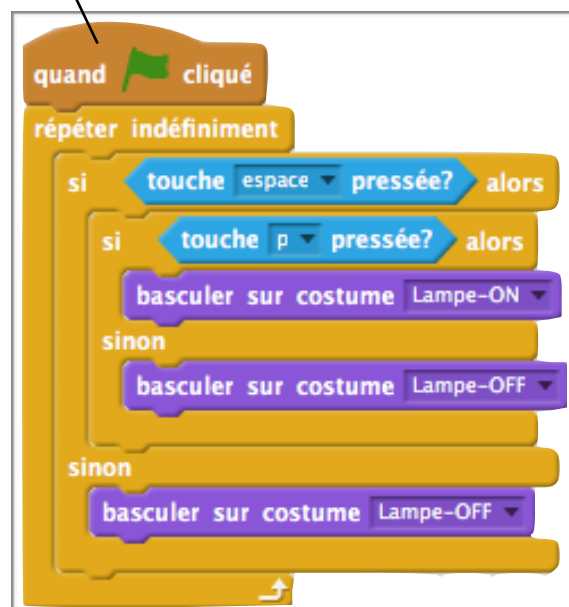 quand cliqué
répéter indéfiniment
si touche espace pressée? alors
si touche p pressée? alors
basculer sur costume Lampe-ON
sinon
basculer sur costume Lampe-OFF
sinon
basculer sur costume Lampe-OFF